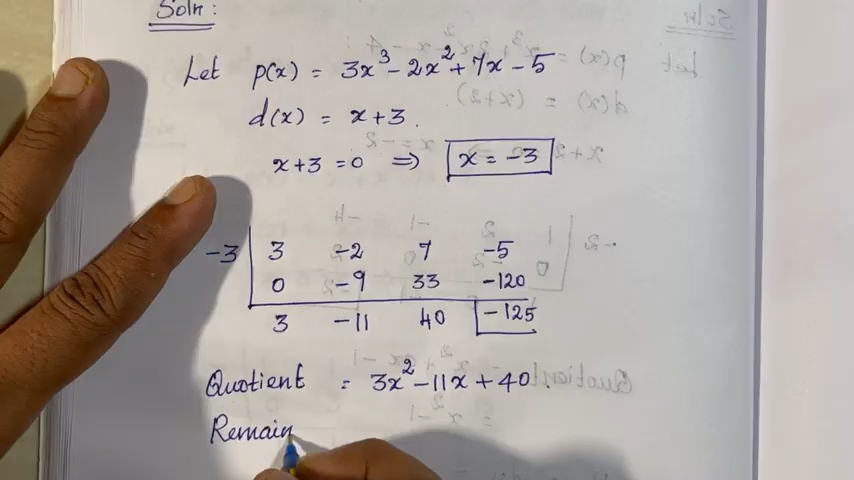 Soln:
Let p(x) = 3x³ - 2x² + 7x - 5
d(x) = x + 3.
x + 3 = 0 ⇒ x = -3
-3 3 -2 7 -5
0 -9 33 -120
3 -11 40 -125
Quotient = 3x² - 11x + 40.
Remain